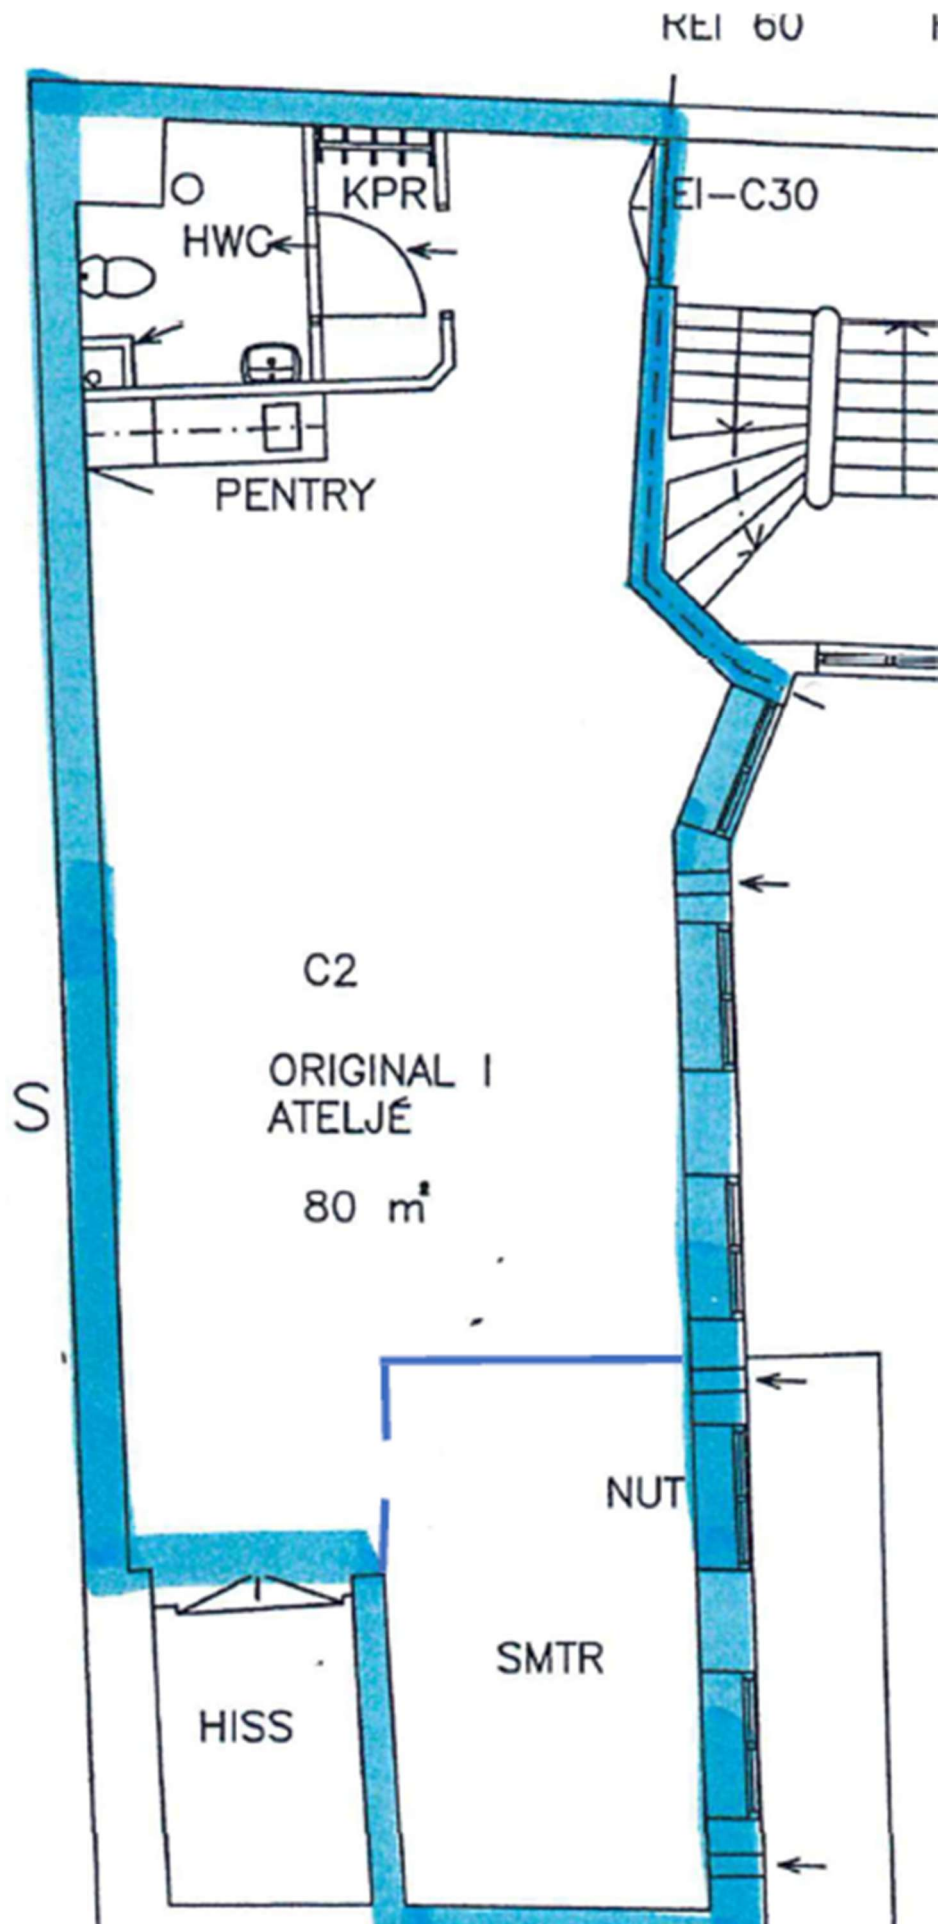 REI 60
EI-C30
KPR
HWC
PENTRY
C2
ORIGINAL I
ATELJÉ
80 m²
S
NUT
SMTR
HISS